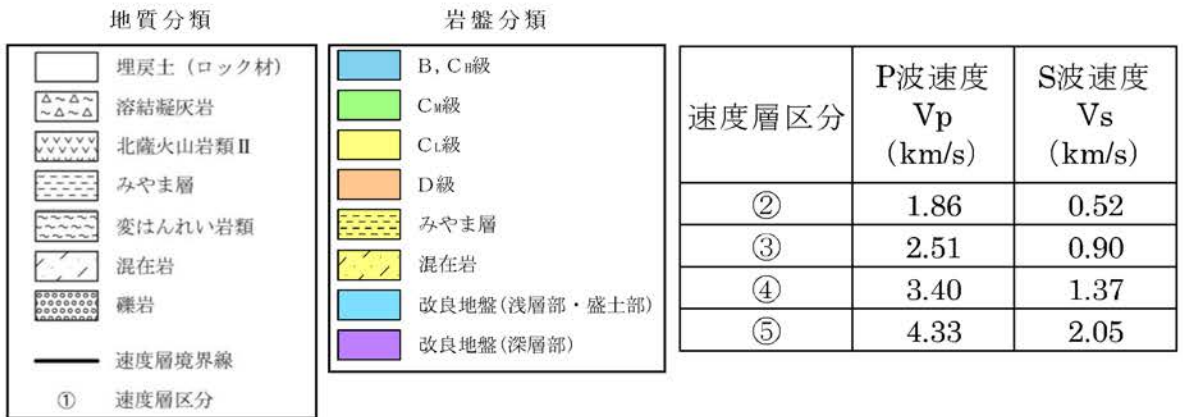 地質分類
埋戻土（ロック材）
溶結凝灰岩
北薩火山岩類Ⅱ
みやま層
変はんれい岩類
混在岩
礫岩
速度層境界線
① 速度層区分
岩盤分類
B, CH級
CM級
CL級
D級
みやま層
混在岩
改良地盤(浅層部・盛土部)
改良地盤(深層部)
速度層区分 P波速度 Vp (km/s) S波速度 Vs (km/s)
② 1.86 0.52
③ 2.51 0.90
④ 3.40 1.37
⑤ 4.33 2.05